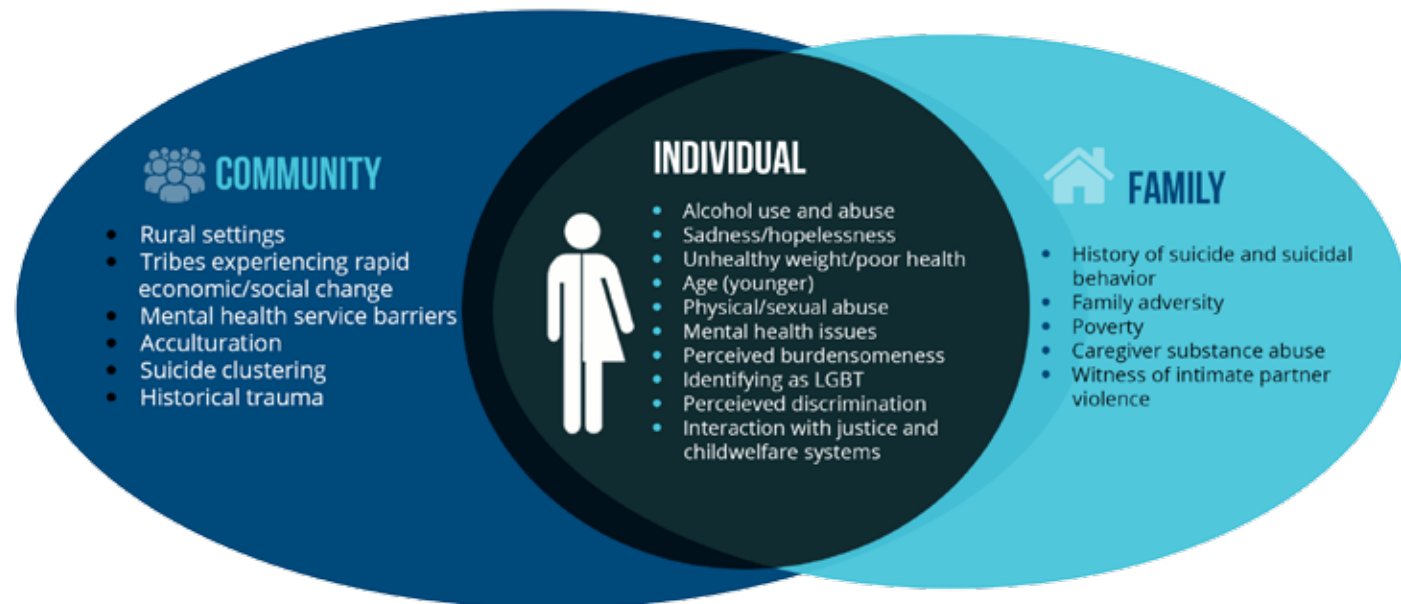 COMMUNITY
• Rural settings
• Tribes experiencing rapid
economic/social change
• Mental health service barriers
• Acculturation
• Suicide clustering
• Historical trauma
INDIVIDUAL
• Alcohol use and abuse
• Sadness/hopelessness
• Unhealthy weight/poor health
• Age (younger)
• Physical/sexual abuse
• Mental health issues
• Perceived burdensomeness
• Identifying as LGBT
• Perceieved discrimination
• Interaction with justice and
childwelfare systems
FAMILY
• History of suicide and suicidal
behavior
• Family adversity
• Poverty
• Caregiver substance abuse
• Witness of intimate partner
violence